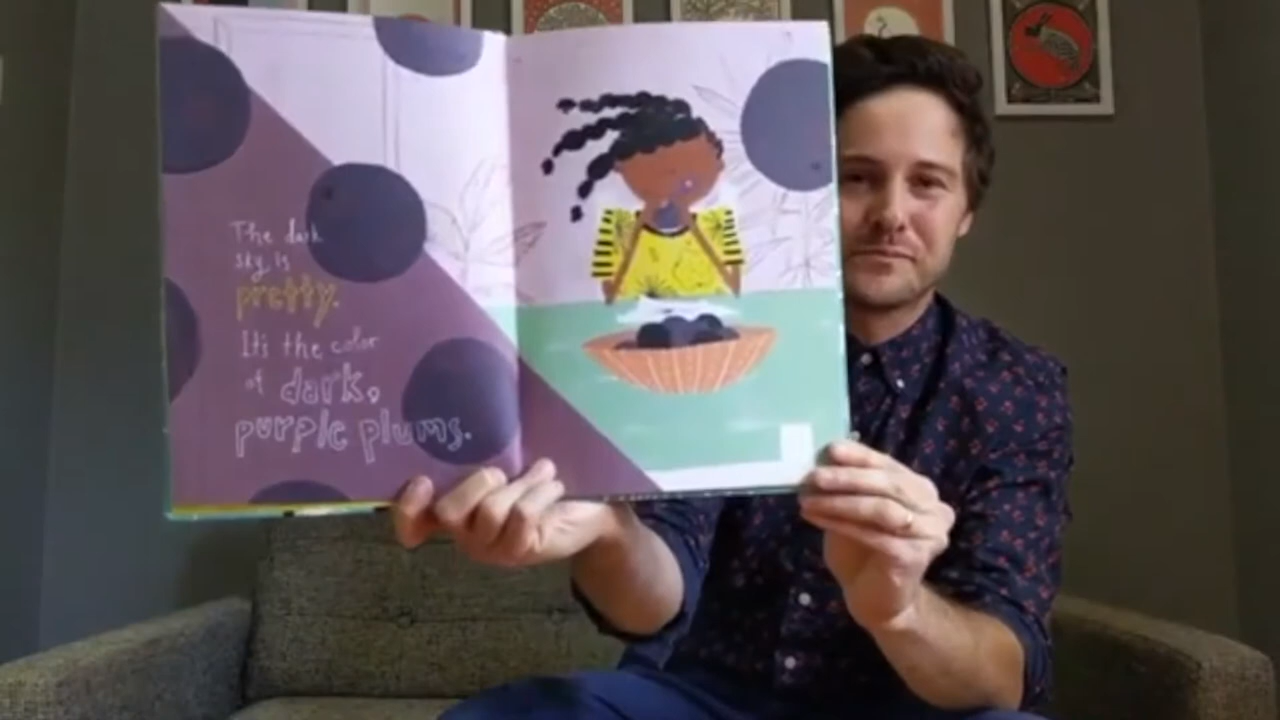 The dark
sky is
pretty.
It's the color
of dark,
purple plums.